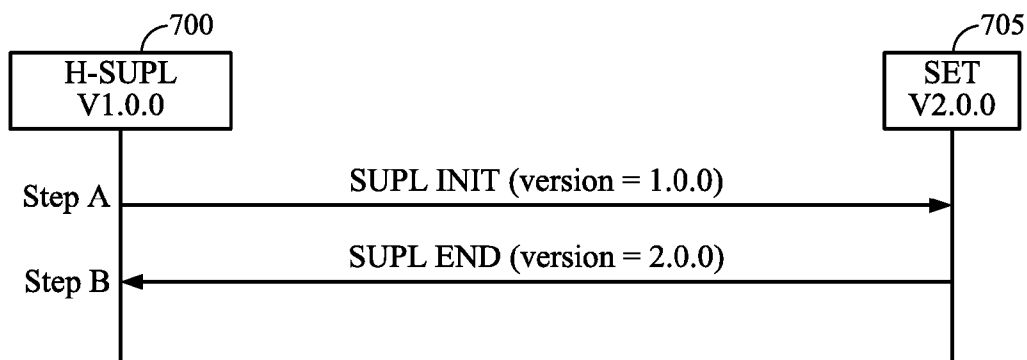 700
705
H-SUPL
V1.0.0
SET
V2.0.0
SUPL INIT (version = 1.0.0)
Step A
SUPL END (version = 2.0.0)
Step B